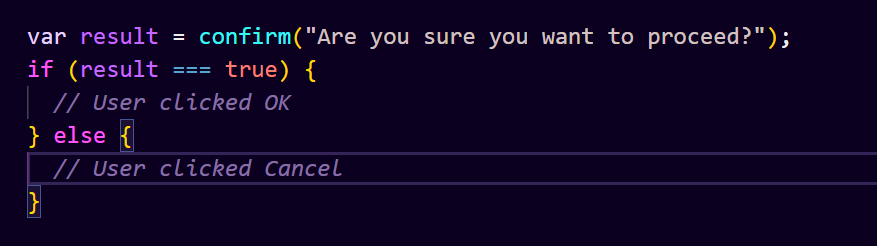 var result = confirm("Are you sure you want to proceed?");
if (result === true) {
  // User clicked OK
} else {
  // User clicked Cancel
}